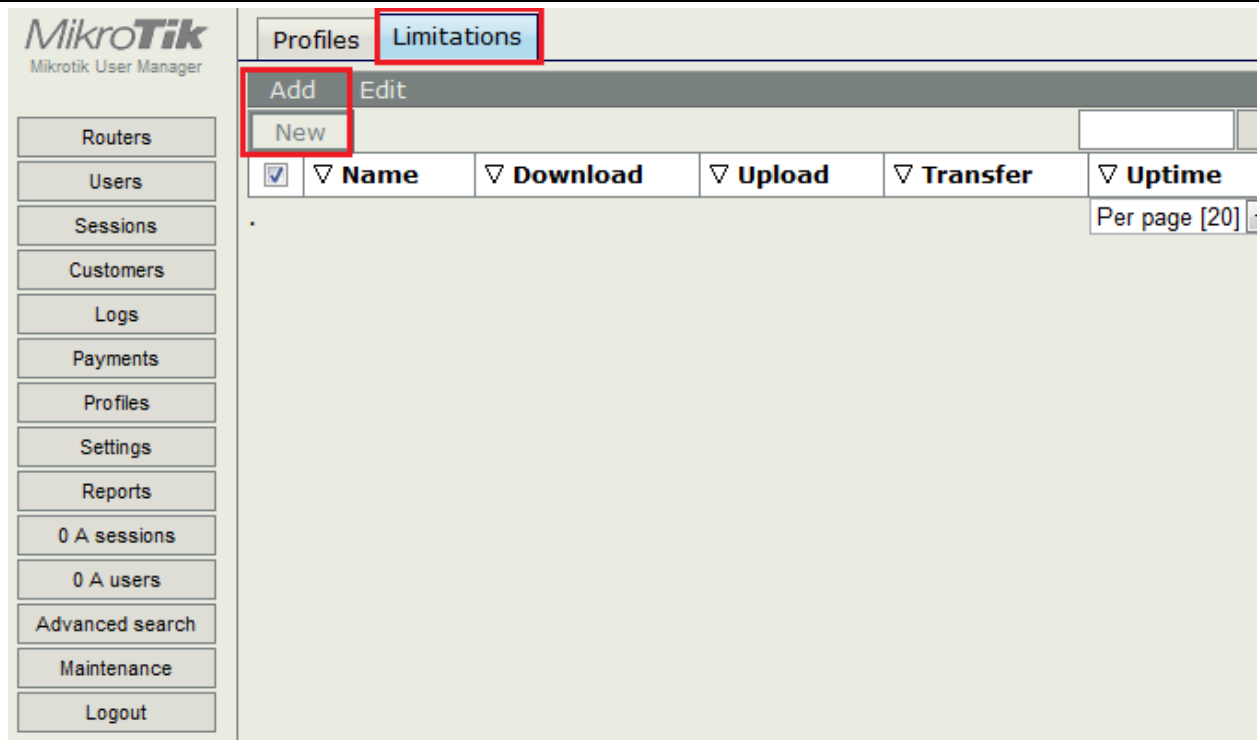 MikroTik
Mikrotik User Manager
Routers
Users
Sessions
Customers
Logs
Payments
Profiles
Settings
Reports
0 A sessions
0 A users
Advanced search
Maintenance
Logout
Profiles Limitations
Add Edit
New
▽ Name ▽ Download ▽ Upload ▽ Transfer ▽ Uptime
.
Per page [20]